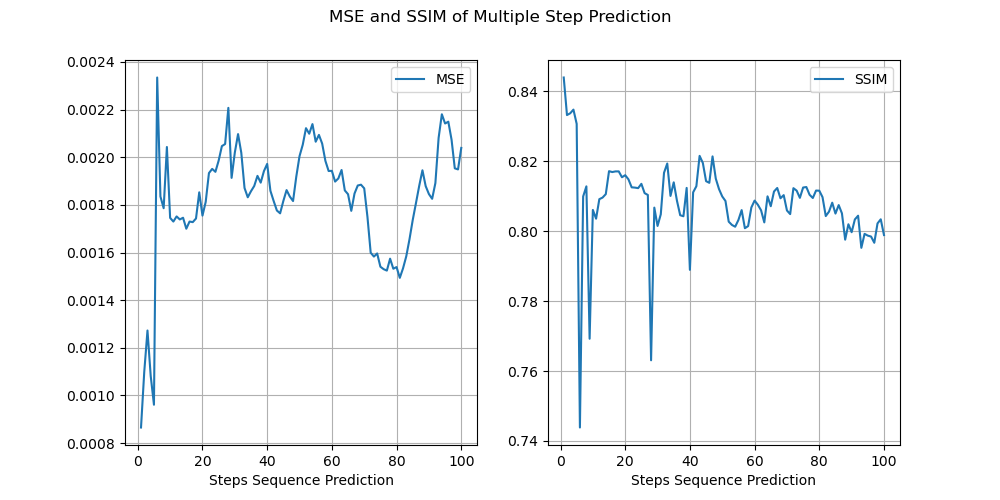 MSE and SSIM of Multiple Step Prediction
0.0024
0.0022
0.0020
0.0018
0.0016
0.0014
0.0012
0.0010
0.0008
MSE
0 20 40 60 80 100
Steps Sequence Prediction
0.84
0.82
0.80
0.78
0.76
0.74
SSIM
0 20 40 60 80 100
Steps Sequence Prediction